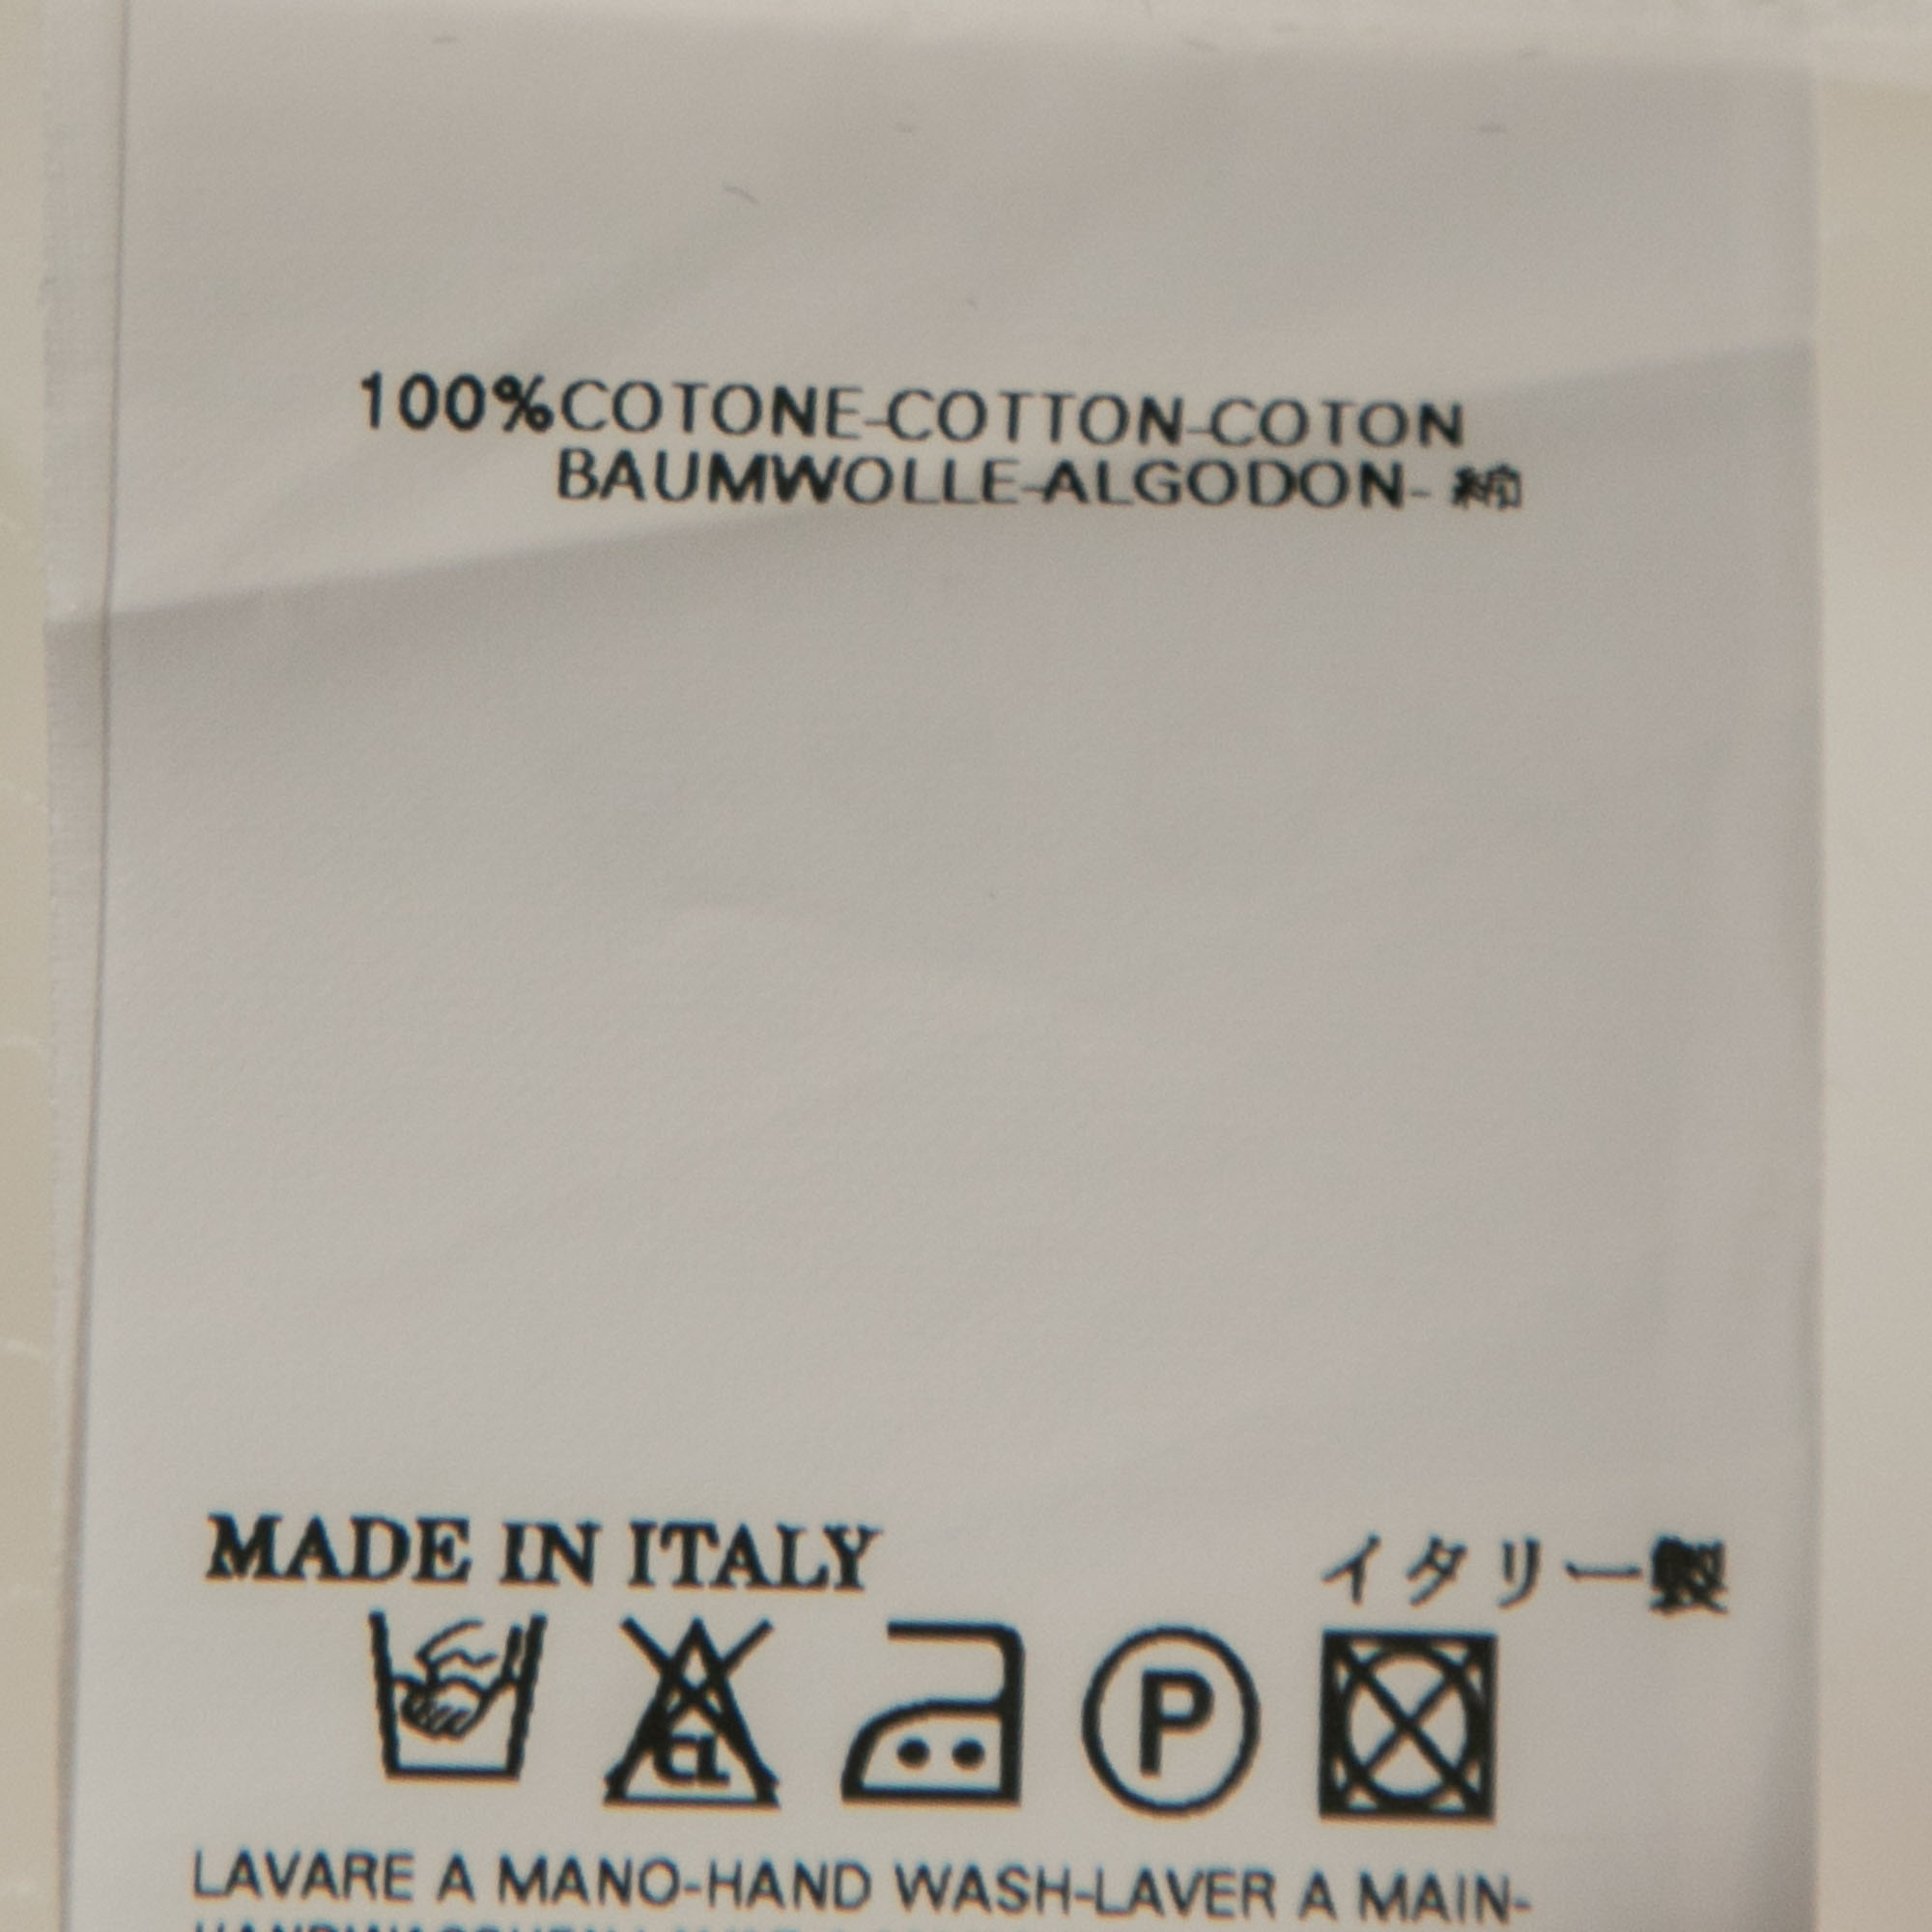 100%COTONE-COTTON-COTON
BAUMWOLLE-ALGODON- 綿
MADE IN ITALY イタリー製
CL
P
LAVARE A MANO-HAND WASH-LAVER A MAIN-